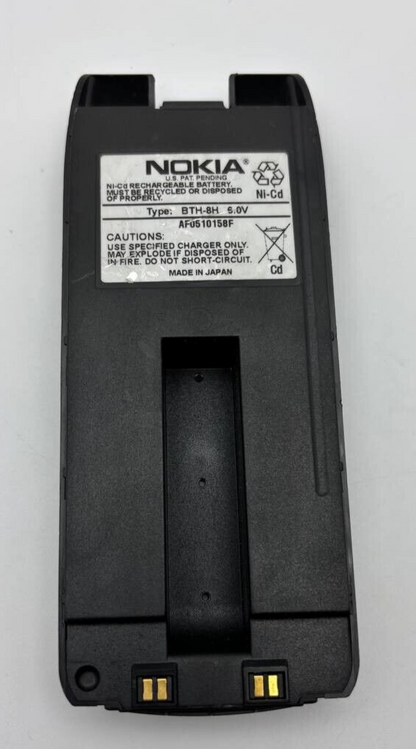 NOKIA®
U.S. PAT. PENDING
Ni-Cd RECHARGEABLE BATTERY.
MUST BE RECYCLED OR DISPOSED
OF PROPERLY.
Ni-Cd
Type: BTH-8H 6.0V
AF0510158F
CAUTIONS:
USE SPECIFIED CHARGER ONLY.
MAY EXPLODE IF DISPOSED OF
IN FIRE. DO NOT SHORT-CIRCUIT.
MADE IN JAPAN
Cd